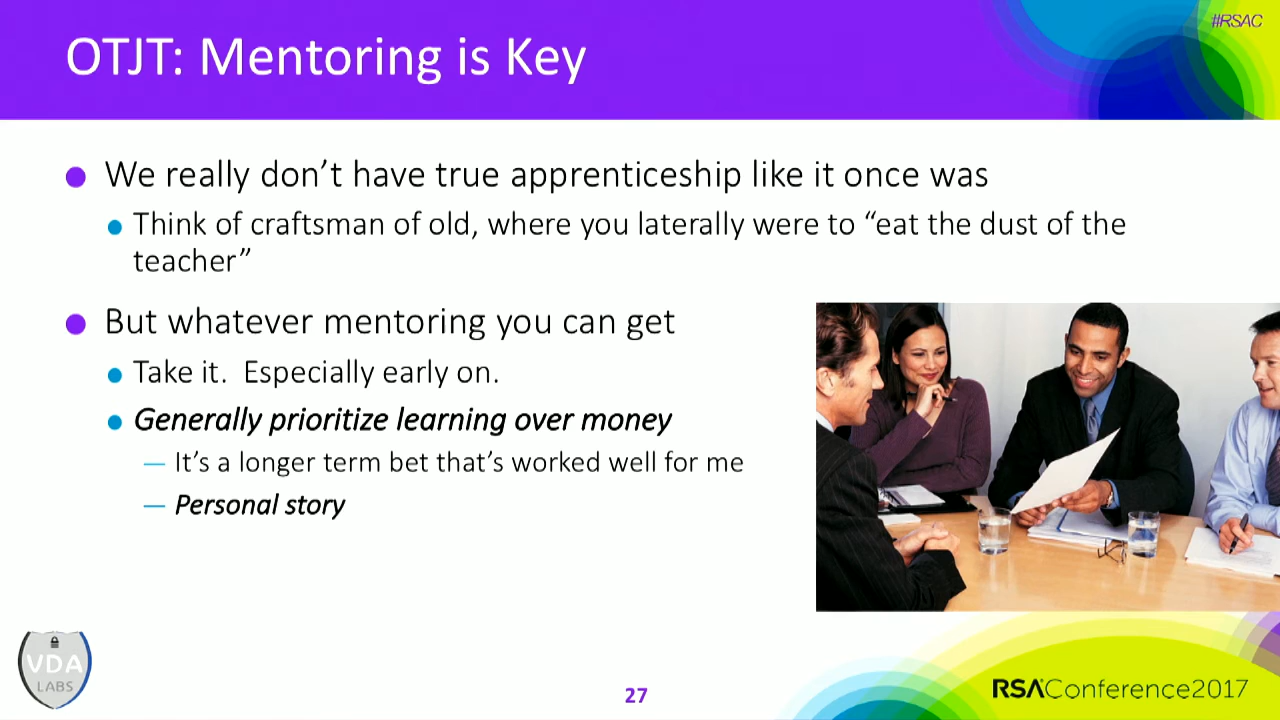 #RSAC
OTJT: Mentoring is Key
We really don't have true apprenticeship like it once was
Think of craftsman of old, where you laterally were to “eat the dust of the
teacher”
But whatever mentoring you can get
Take it. Especially early on.
Generally prioritize learning over money
— It's a longer term bet that's worked well for me
— Personal story
VDA
LABS
27
RSAConference2017